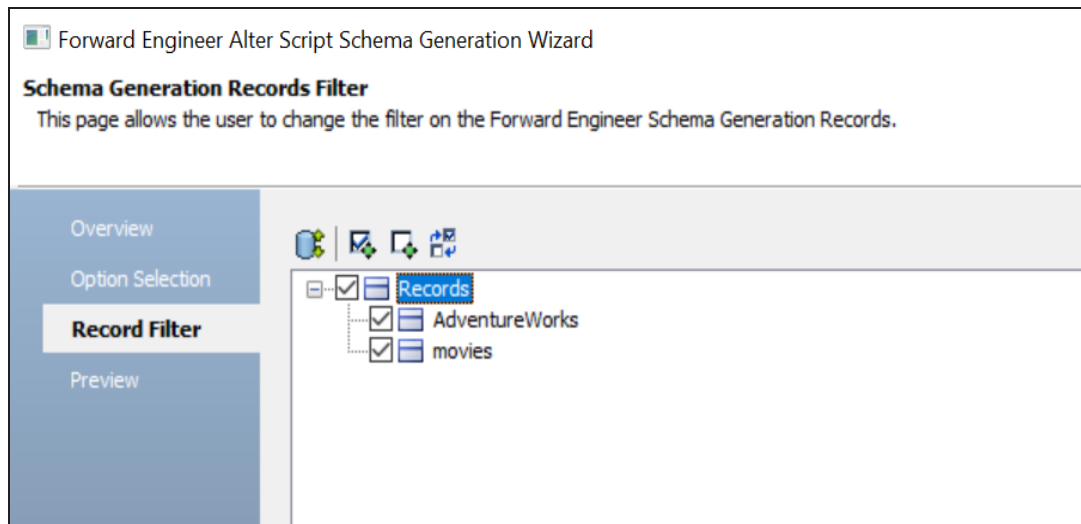 Forward Engineer Alter Script Schema Generation Wizard
Schema Generation Records Filter
This page allows the user to change the filter on the Forward Engineer Schema Generation Records.
Overview
Option Selection
Record Filter
Preview
Records
AdventureWorks
movies